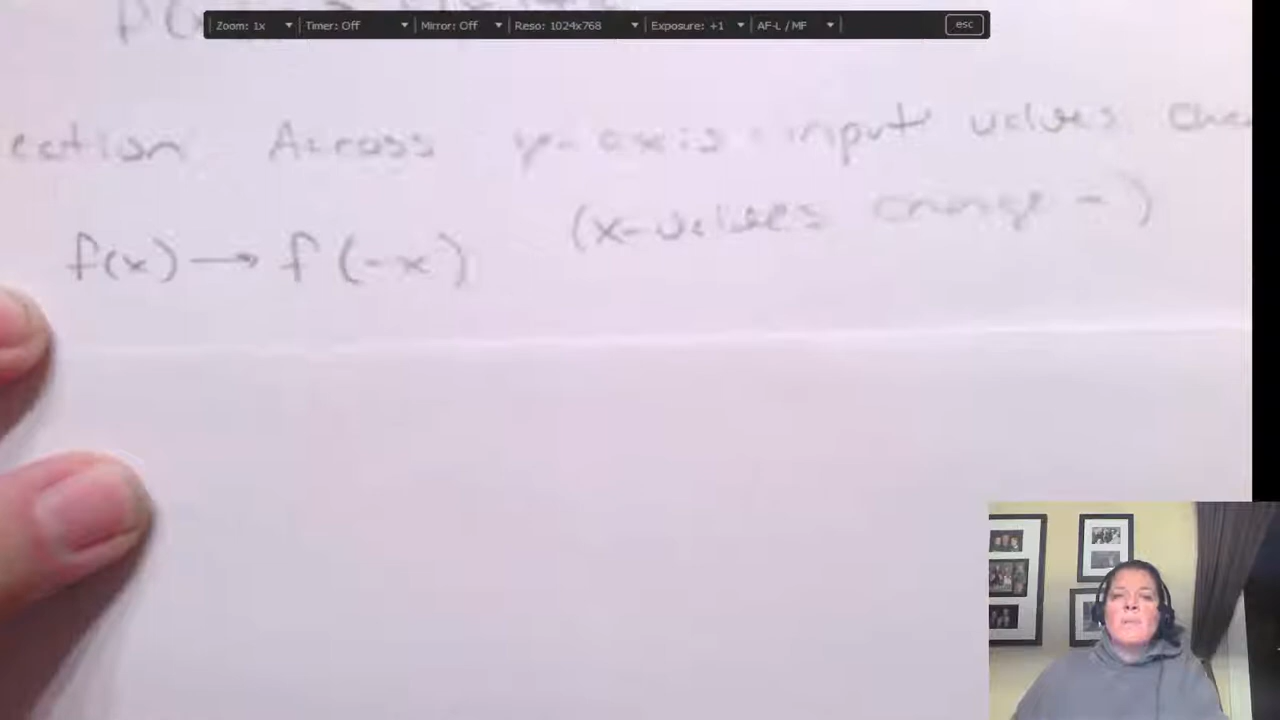 Zoom: 1x Timer: Off Mirror: Off Reso: 1024x768 Exposure: +1 AF-L / MF esc
ection Across y-axis input values
(x-values change - )
f(x) → f(-x)